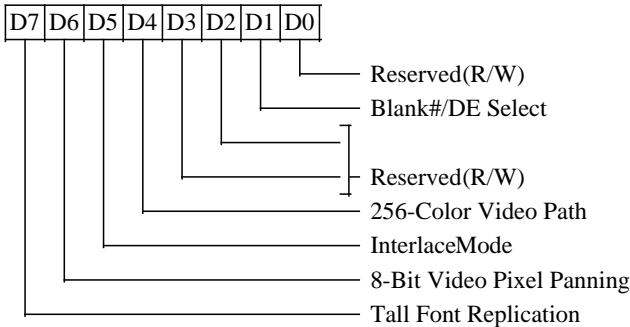 D7 D6 D5 D4 D3 D2 D1 D0
Reserved(R/W)
Blank#/DE Select
Reserved(R/W)
256-Color Video Path
InterlaceMode
8-Bit Video Pixel Panning
Tall Font Replication